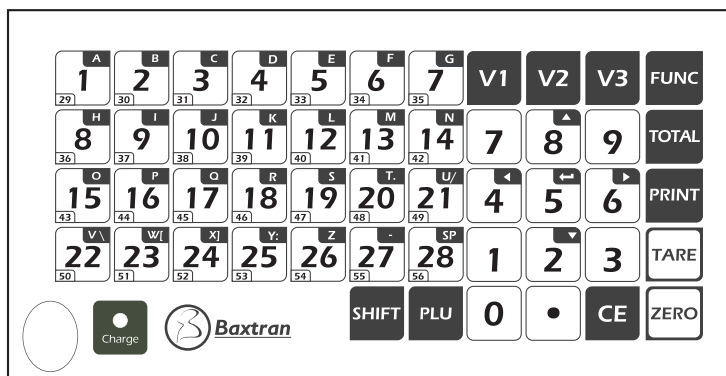 A B C D E F G
1 2 3 4 5 6 7 V1 V2 V3 FUNC
29 30 31 32 33 34 35
H I J K L M N
8 9 10 11 12 13 14 7 8 9 TOTAL
36 37 38 39 40 41 42
O P Q R S T. U/
15 16 17 18 19 20 21 4 5 6 PRINT
43 44 45 46 47 48 49
V \ W[ X] Y: Z - SP
22 23 24 25 26 27 28 1 2 3 TARE
50 51 52 53 54 55 56
SHIFT PLU 0 • CE ZERO
Charge Baxtran